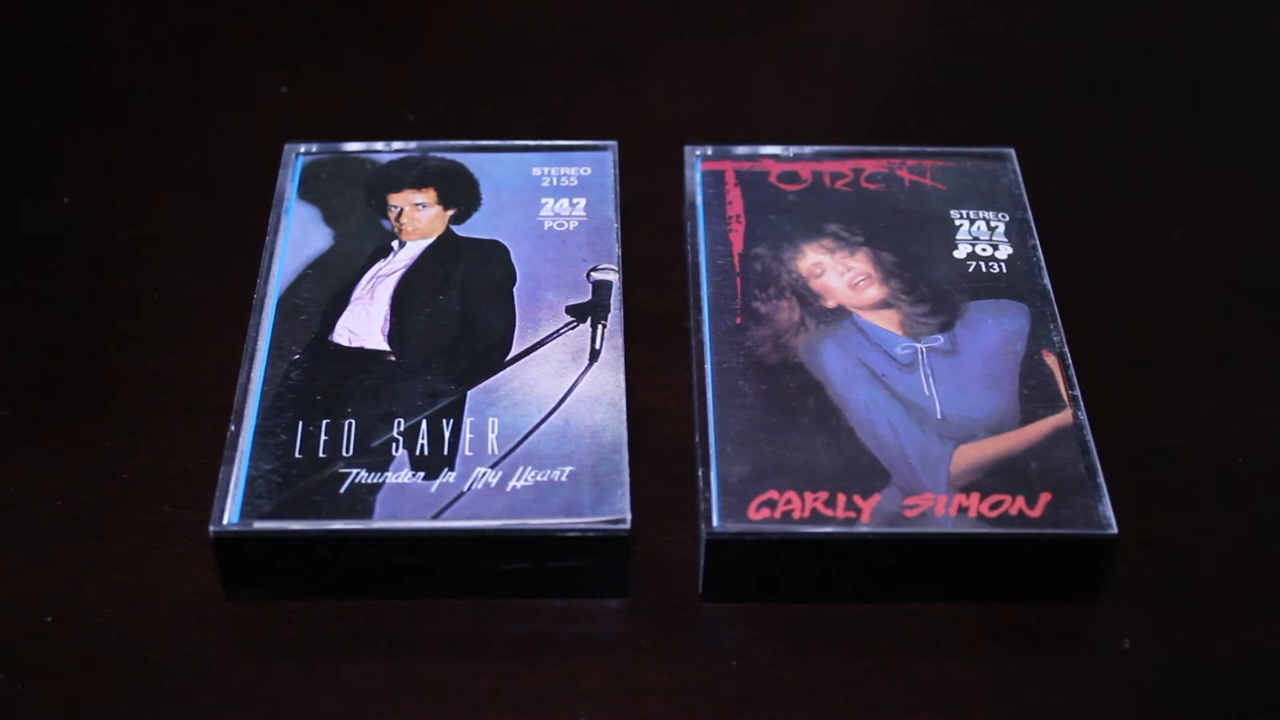 STEREO
2155
747
POP
LEO SAYER
Thunder In My Heart
TORCH
STEREO
747
POP
7131
CARLY SIMON